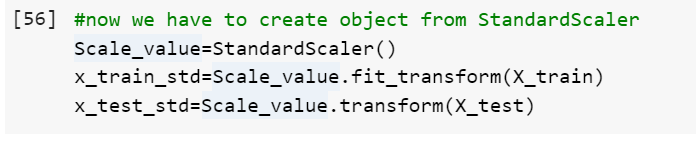 [56] #now we have to create object from StandardScaler
Scale_value=StandardScaler()
x_train_std=Scale_value.fit_transform(X_train)
x_test_std=Scale_value.transform(X_test)